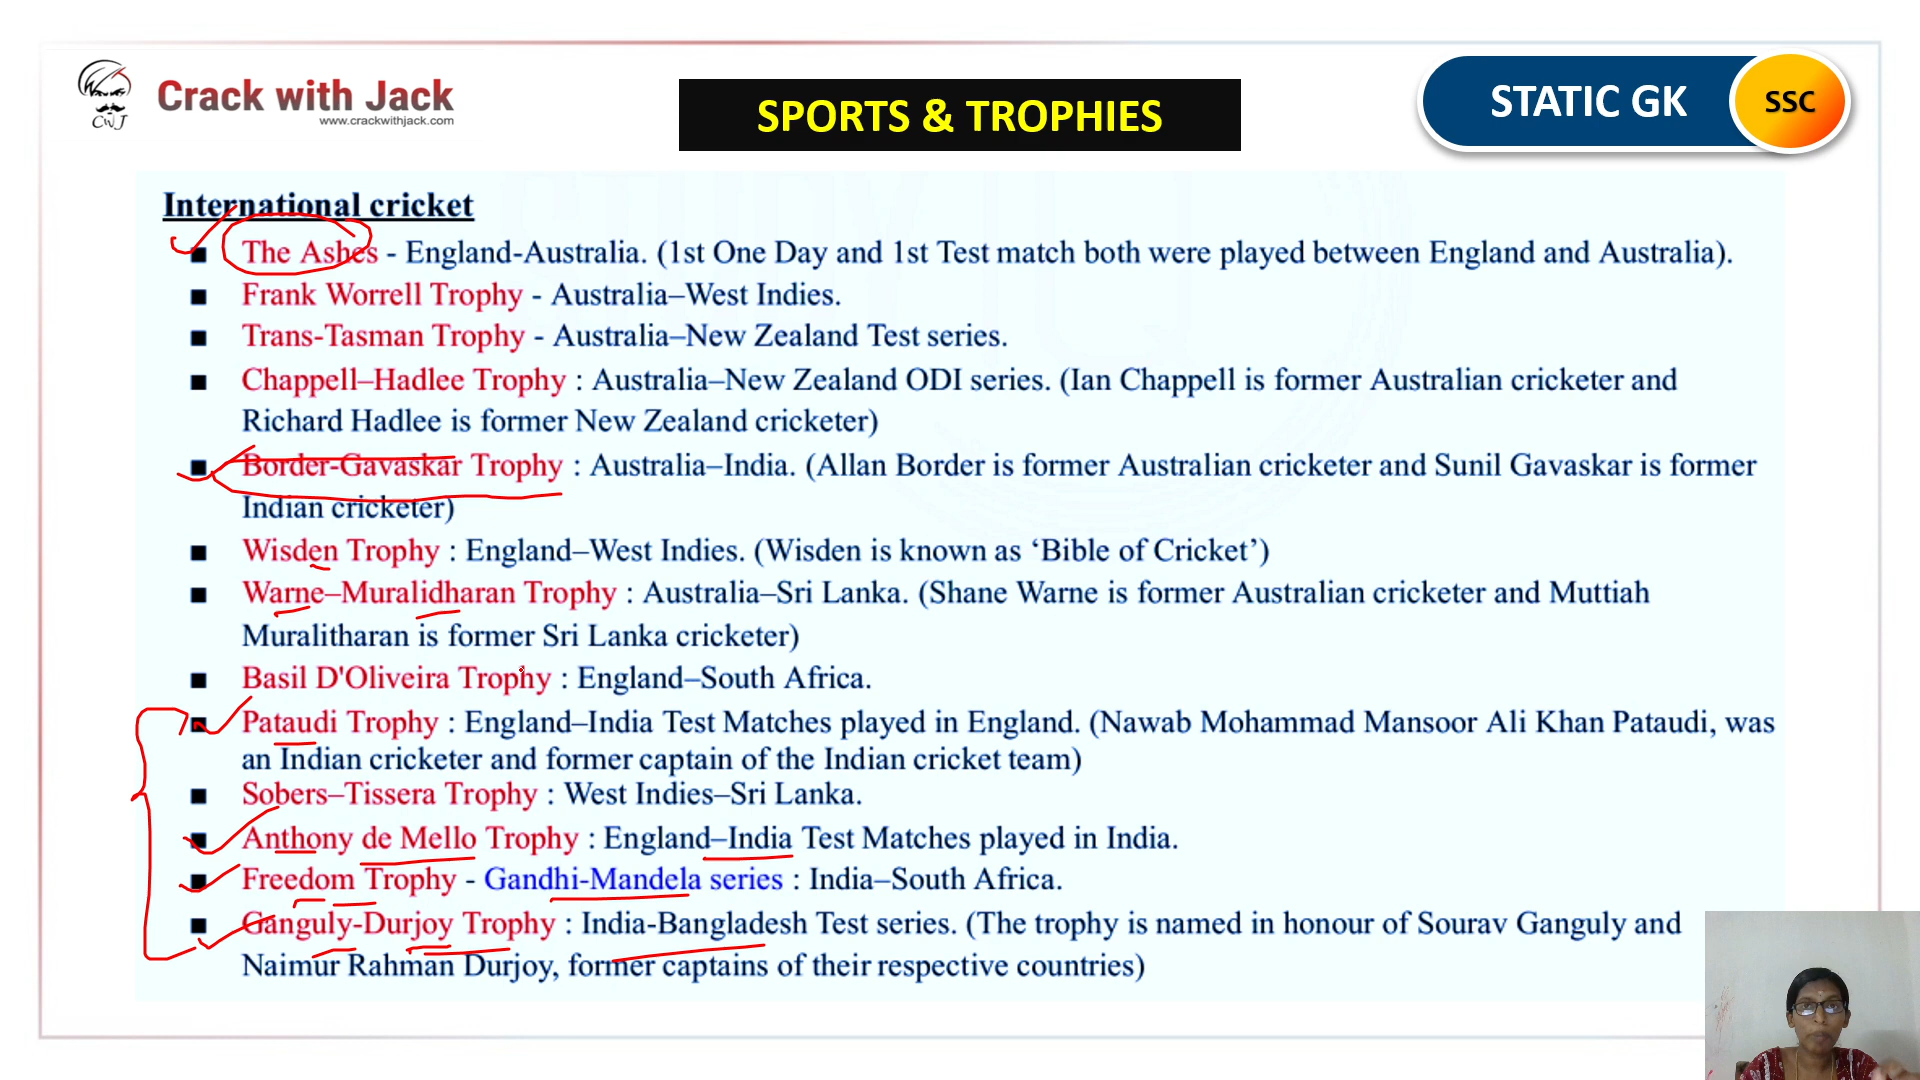 Crack with Jack
www.crackwithjack.com
CWJ
SPORTS & TROPHIES
STATIC GK
SSC
International cricket
■ The Ashes - England-Australia. (1st One Day and 1st Test match both were played between England and Australia).
■ Frank Worrell Trophy - Australia–West Indies.
■ Trans-Tasman Trophy - Australia–New Zealand Test series.
■ Chappell–Hadlee Trophy : Australia–New Zealand ODI series. (Ian Chappell is former Australian cricketer and
Richard Hadlee is former New Zealand cricketer)
■ Border-Gavaskar Trophy : Australia–India. (Allan Border is former Australian cricketer and Sunil Gavaskar is former
Indian cricketer)
■ Wisden Trophy : England–West Indies. (Wisden is known as ‘Bible of Cricket’)
■ Warne–Muralidharan Trophy : Australia–Sri Lanka. (Shane Warne is former Australian cricketer and Muttiah
Muralitharan is former Sri Lanka cricketer)
■ Basil D'Oliveira Trophy : England–South Africa.
■ Pataudi Trophy : England–India Test Matches played in England. (Nawab Mohammad Mansoor Ali Khan Pataudi, was
an Indian cricketer and former captain of the Indian cricket team)
■ Sobers–Tissera Trophy : West Indies–Sri Lanka.
■ Anthony de Mello Trophy : England–India Test Matches played in India.
■ Freedom Trophy - Gandhi-Mandela series : India–South Africa.
■ Ganguly-Durjoy Trophy : India-Bangladesh Test series. (The trophy is named in honour of Sourav Ganguly and
Naimur Rahman Durjoy, former captains of their respective countries)